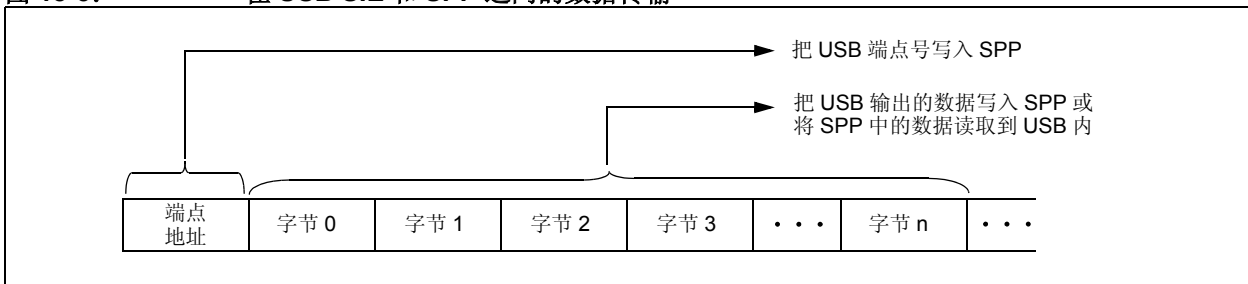 把 USB 端点号写入 SPP
把 USB 输出的数据写入 SPP 或
将 SPP 中的数据读取到 USB 内
端点
地址
字节 0
字节 1
字节 2
字节 3
• • •
字节 n
• • •